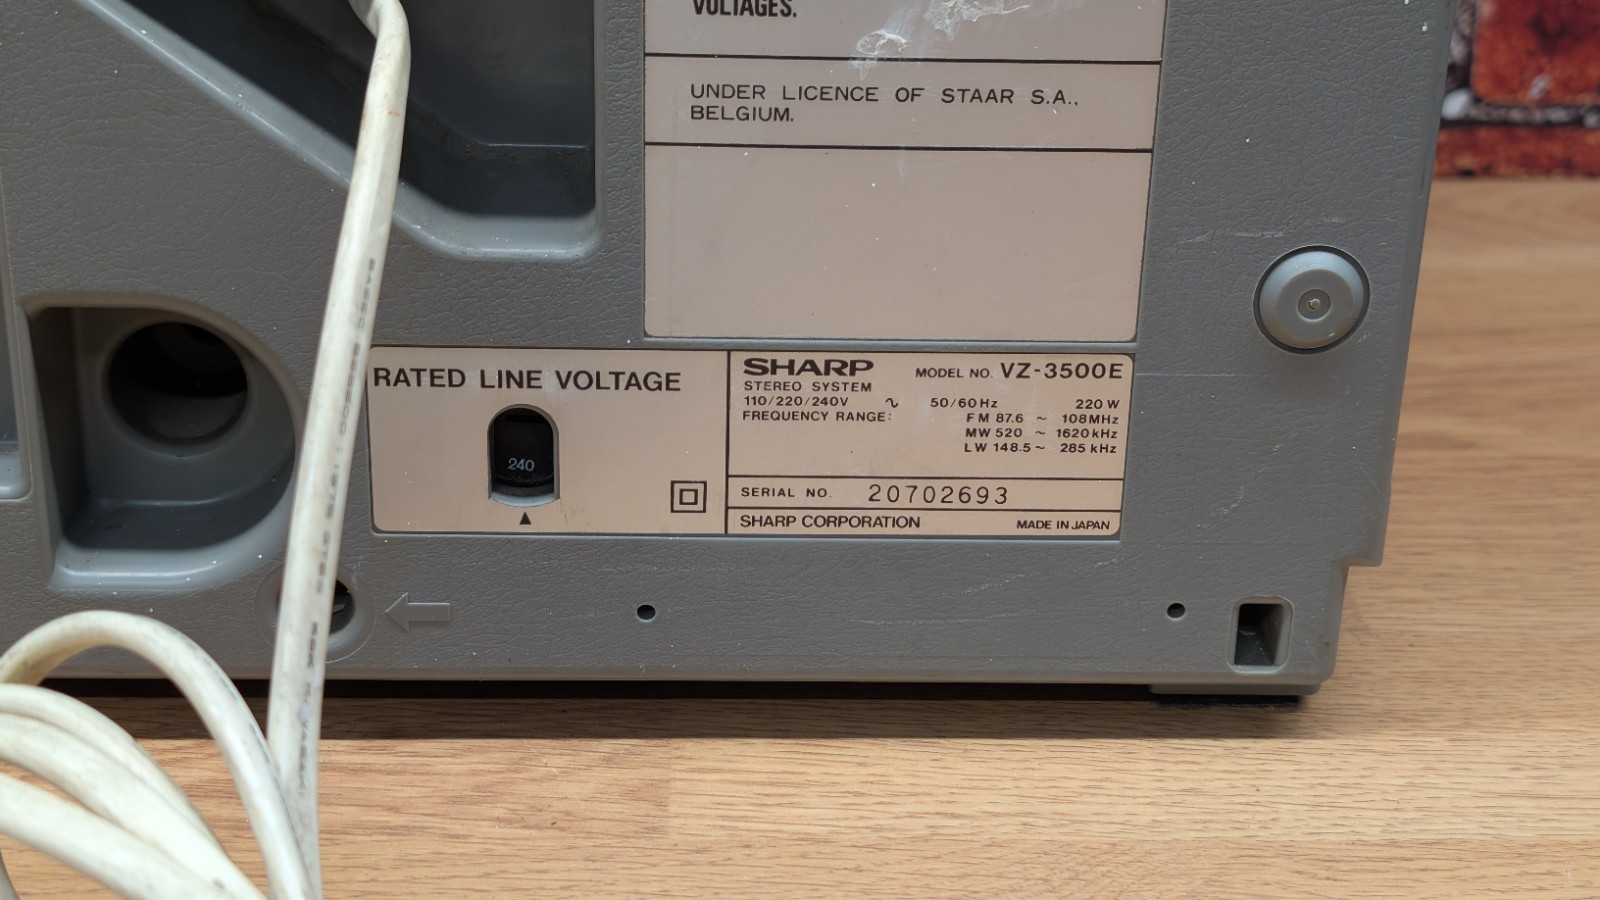 VOLTAGES.
UNDER LICENCE OF STAAR S.A.,
BELGIUM.
RATED LINE VOLTAGE
240
SHARP MODEL NO. VZ-3500E
STEREO SYSTEM
110/220/240V ∿ 50/60Hz 220 W
FREQUENCY RANGE: FM 87.6 ~ 108MHz
MW 520 ~ 1620kHz
LW 148.5 ~ 285 kHz
SERIAL NO. 20702693
SHARP CORPORATION MADE IN JAPAN